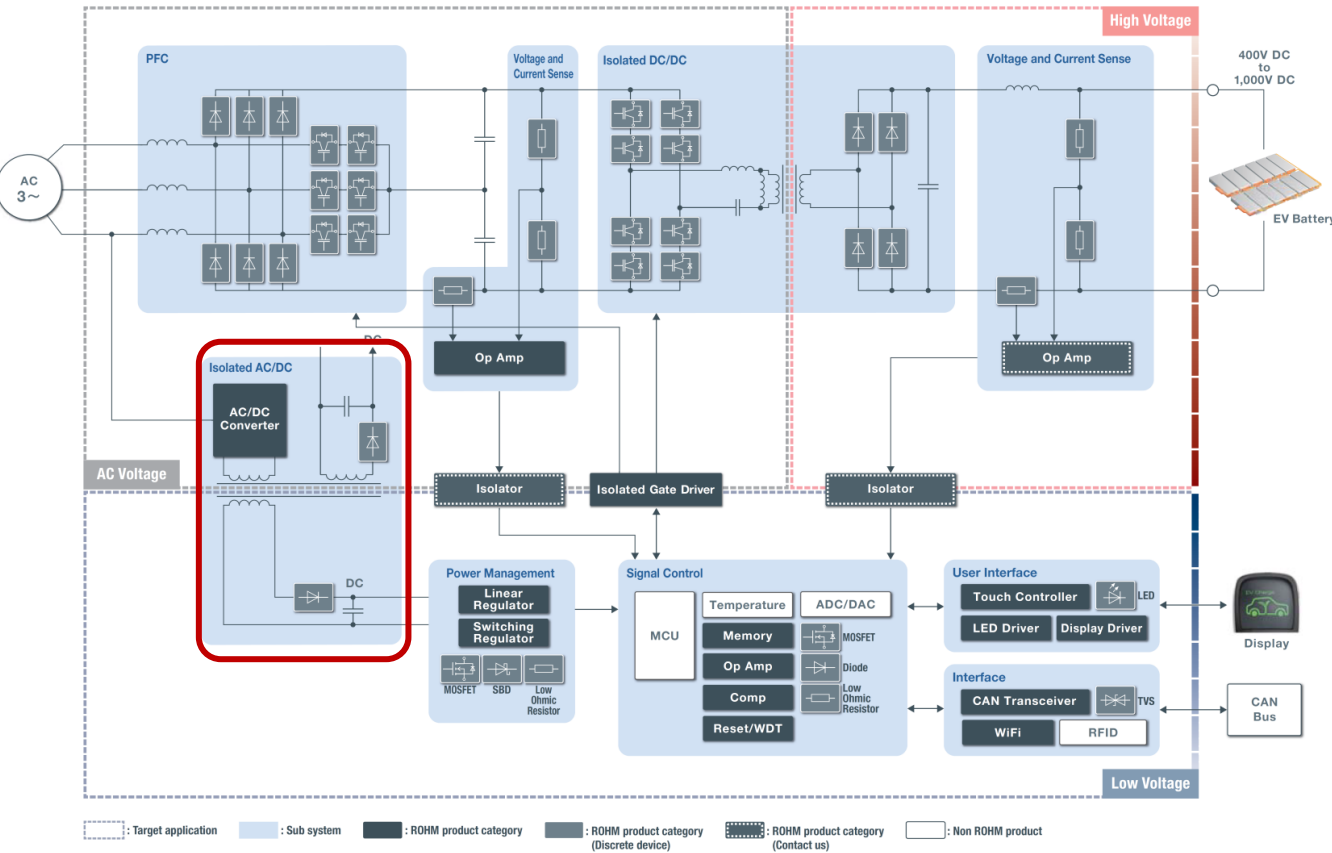 High Voltage
PFC
Voltage and
Current Sense
Isolated DC/DC
Voltage and Current Sense
400V DC
to
1,000V DC
AC
3～
EV Battery
Op Amp
Op Amp
DC
Isolated AC/DC
AC/DC
Converter
AC Voltage
Isolator
Isolated Gate Driver
Isolator
DC
Power Management
Linear
Regulator
Switching
Regulator
MOSFET
SBD
Low
Ohmic
Resistor
Signal Control
MCU
Temperature
ADC/DAC
Memory
MOSFET
Op Amp
Diode
Comp
Low
Ohmic
Resistor
Reset/WDT
User Interface
Touch Controller
LED
LED Driver
Display Driver
Display
Interface
CAN Transceiver
TVS
WiFi
RFID
CAN
Bus
Low Voltage
: Target application
: Sub system
: ROHM product category
: ROHM product category
(Discrete device)
: ROHM product category
(Contact us)
: Non ROHM product